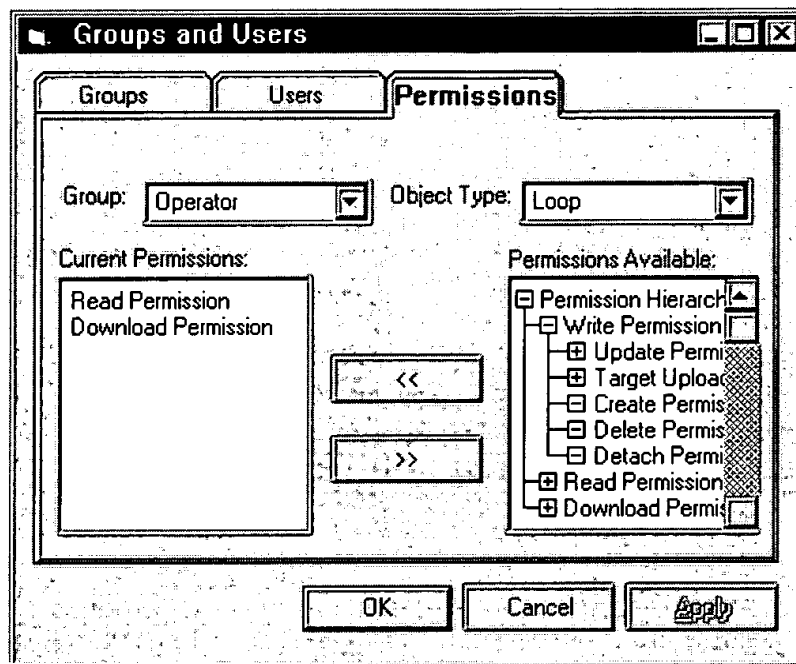 Groups and Users
Groups Users Permissions
Group: Operator Object Type: Loop
Current Permissions: Permissions Available:
Read Permission
Download Permission
<<
>>
Permission Hierarch
Write Permission
Update Permi
Target Upload
Create Permis
Delete Permis
Detach Permi
Read Permission
Download Permis
OK Cancel Apply